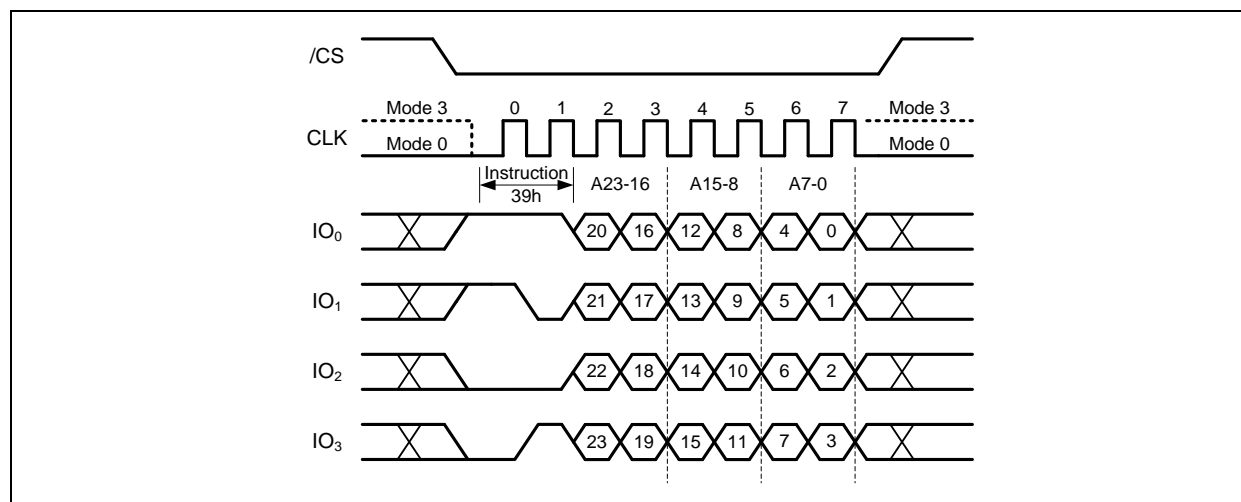 /CS
Mode 3 0 1 2 3 4 5 6 7 Mode 3
CLK
Mode 0 Mode 0
Instruction
39h
A23-16 A15-8 A7-0
IO₀ 20 16 12 8 4 0
IO₁ 21 17 13 9 5 1
IO₂ 22 18 14 10 6 2
IO₃ 23 19 15 11 7 3